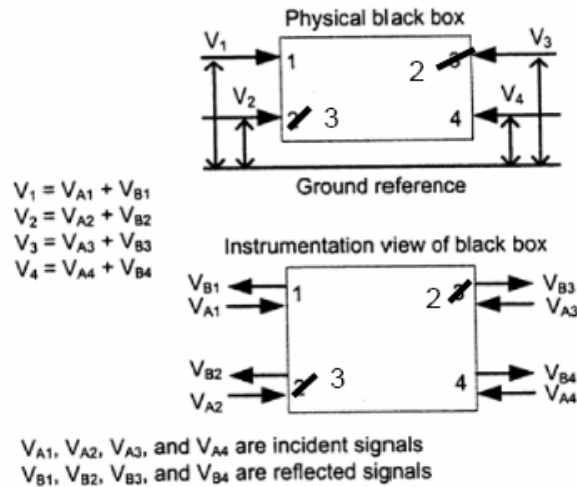 Physical black box
V1 V3
1 2 3
V2 V4
2 3 4
Ground reference
V1 = VA1 + VB1
V2 = VA2 + VB2
V3 = VA3 + VB3
V4 = VA4 + VB4
Instrumentation view of black box
VB1 1 2 3 VB3
VA1 VA3
VB2 2 3 4 VB4
VA2 VA4
VA1, VA2, VA3, and VA4 are incident signals
VB1, VB2, VB3, and VB4 are reflected signals